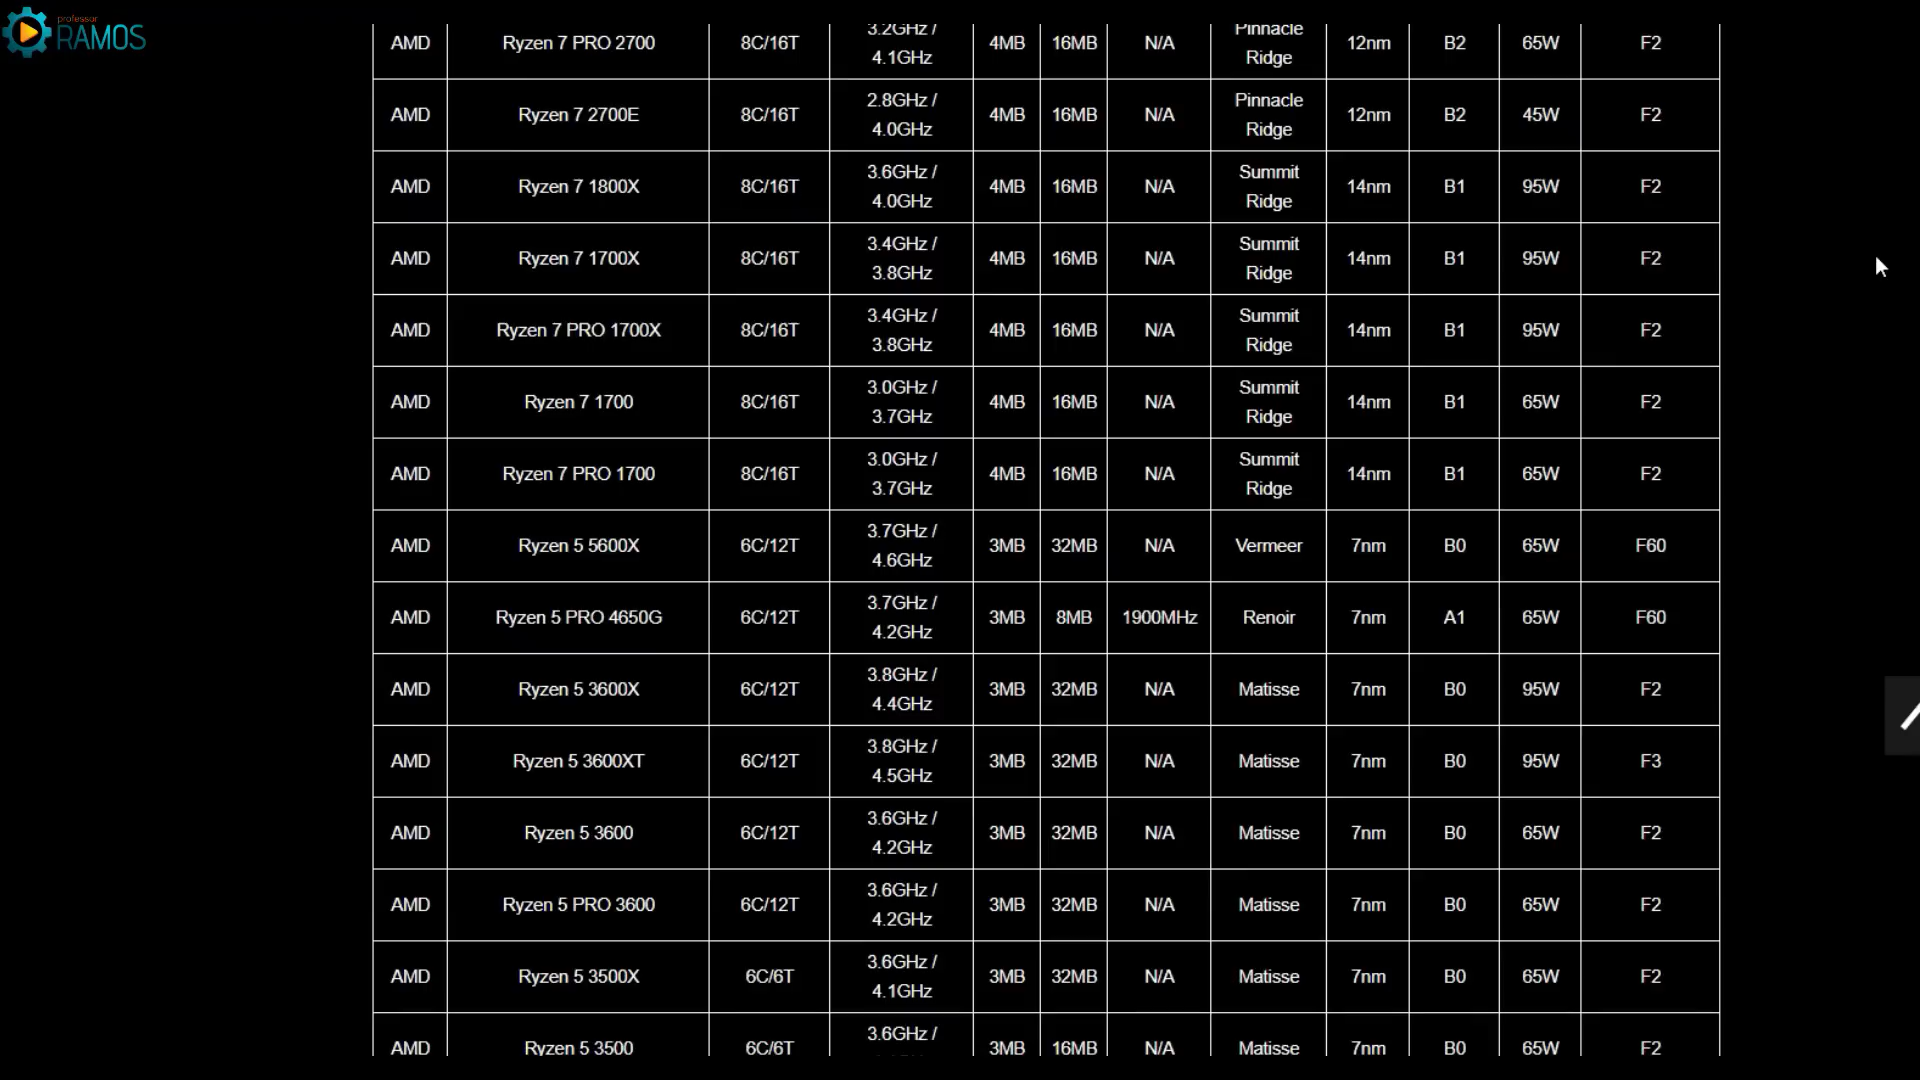 professor
RAMOS
AMD Ryzen 7 PRO 2700 8C/16T 3.2GHz / 4.1GHz 4MB 16MB N/A Pinnacle Ridge 12nm B2 65W F2
AMD Ryzen 7 2700E 8C/16T 2.8GHz / 4.0GHz 4MB 16MB N/A Pinnacle Ridge 12nm B2 45W F2
AMD Ryzen 7 1800X 8C/16T 3.6GHz / 4.0GHz 4MB 16MB N/A Summit Ridge 14nm B1 95W F2
AMD Ryzen 7 1700X 8C/16T 3.4GHz / 3.8GHz 4MB 16MB N/A Summit Ridge 14nm B1 95W F2
AMD Ryzen 7 PRO 1700X 8C/16T 3.4GHz / 3.8GHz 4MB 16MB N/A Summit Ridge 14nm B1 95W F2
AMD Ryzen 7 1700 8C/16T 3.0GHz / 3.7GHz 4MB 16MB N/A Summit Ridge 14nm B1 65W F2
AMD Ryzen 7 PRO 1700 8C/16T 3.0GHz / 3.7GHz 4MB 16MB N/A Summit Ridge 14nm B1 65W F2
AMD Ryzen 5 5600X 6C/12T 3.7GHz / 4.6GHz 3MB 32MB N/A Vermeer 7nm B0 65W F60
AMD Ryzen 5 PRO 4650G 6C/12T 3.7GHz / 4.2GHz 3MB 8MB 1900MHz Renoir 7nm A1 65W F60
AMD Ryzen 5 3600X 6C/12T 3.8GHz / 4.4GHz 3MB 32MB N/A Matisse 7nm B0 95W F2
AMD Ryzen 5 3600XT 6C/12T 3.8GHz / 4.5GHz 3MB 32MB N/A Matisse 7nm B0 95W F3
AMD Ryzen 5 3600 6C/12T 3.6GHz / 4.2GHz 3MB 32MB N/A Matisse 7nm B0 65W F2
AMD Ryzen 5 PRO 3600 6C/12T 3.6GHz / 4.2GHz 3MB 32MB N/A Matisse 7nm B0 65W F2
AMD Ryzen 5 3500X 6C/6T 3.6GHz / 4.1GHz 3MB 32MB N/A Matisse 7nm B0 65W F2
AMD Ryzen 5 3500 6C/6T 3.6GHz / 3MB 16MB N/A Matisse 7nm B0 65W F2